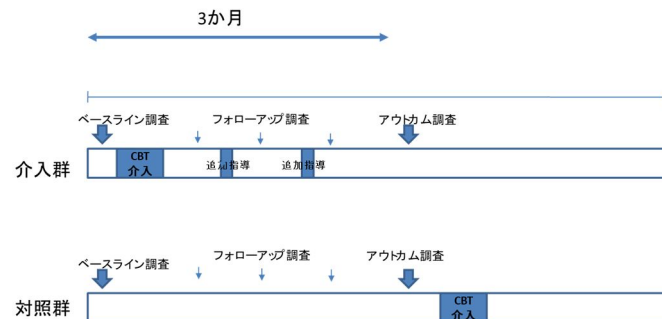 3か月
ベースライン調査 フォローアップ調査 アウトカム調査
介入群
CBT
介入
追加指導 追加指導
ベースライン調査 フォローアップ調査 アウトカム調査
対照群
CBT
介入